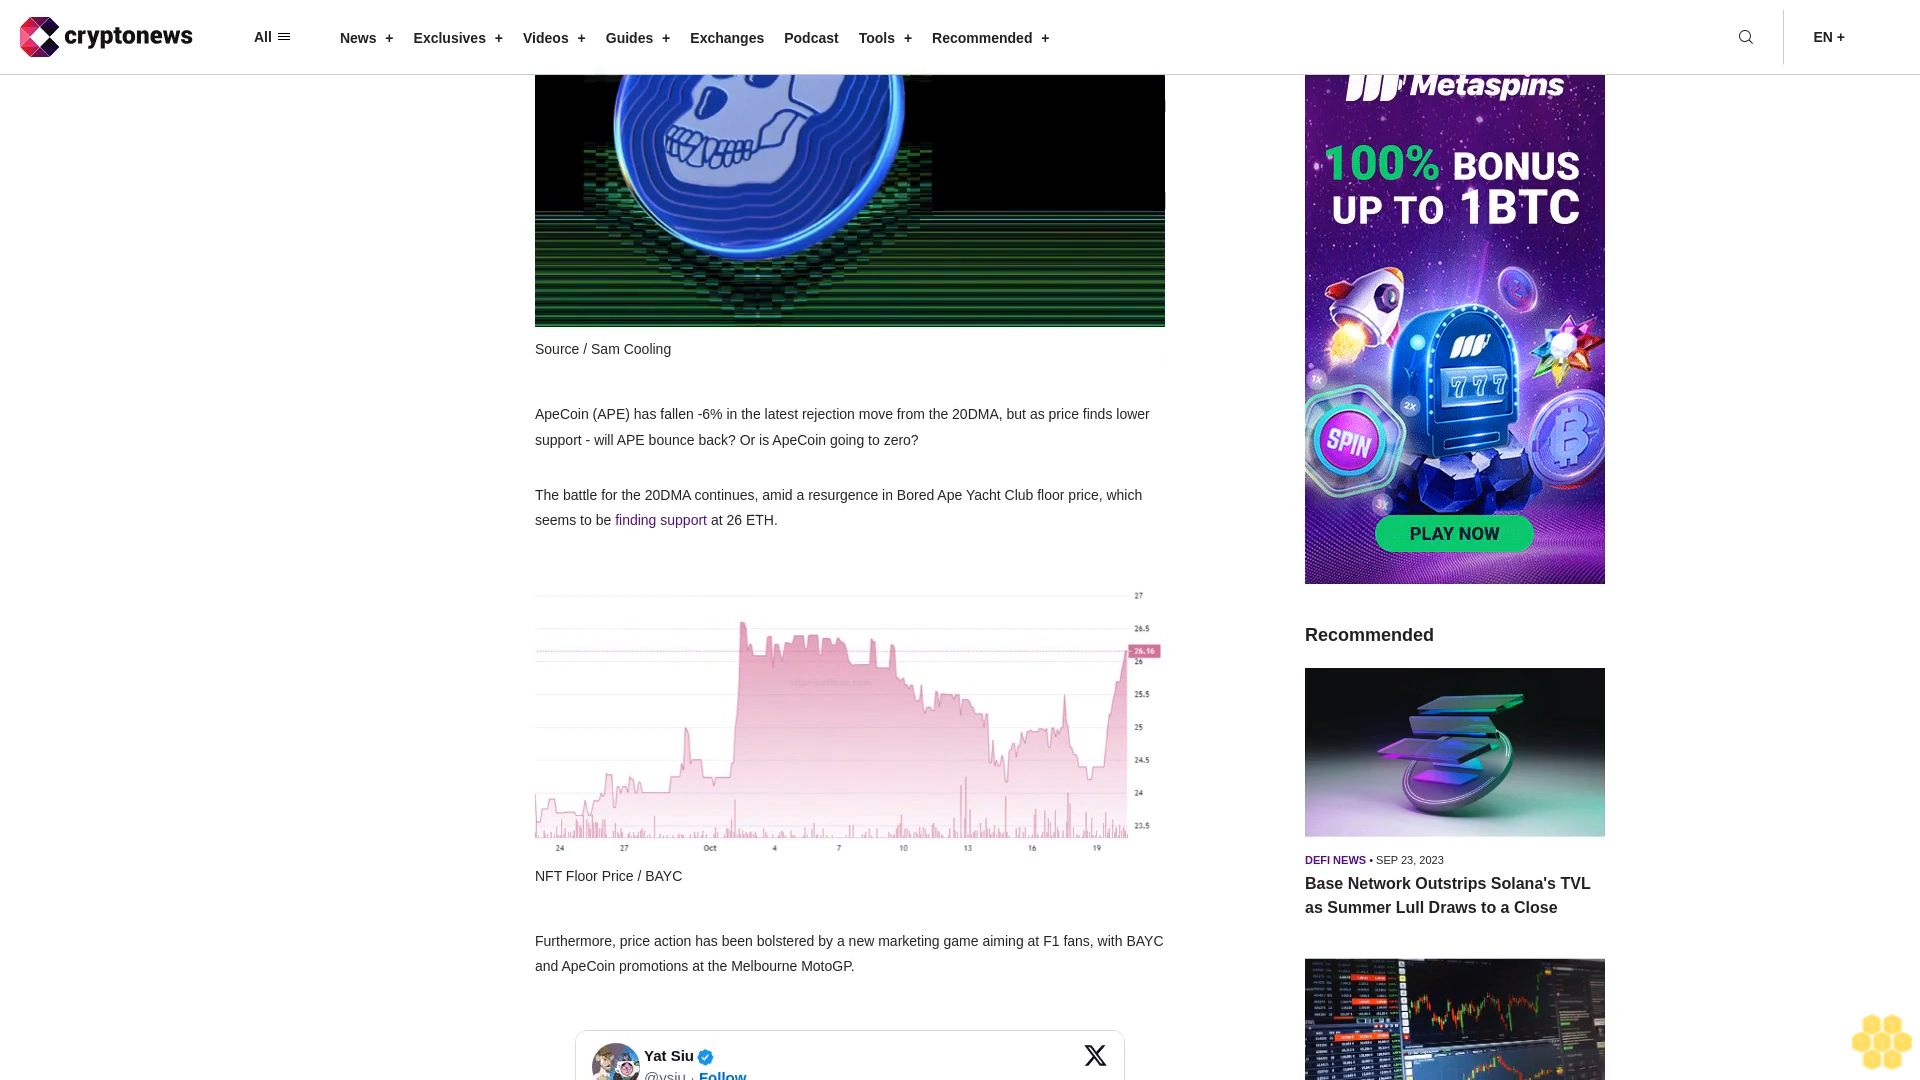 cryptonews
All
News +
Exclusives +
Videos +
Guides +
Exchanges
Podcast
Tools +
Recommended +
EN +
Source / Sam Cooling
ApeCoin (APE) has fallen -6% in the latest rejection move from the 20DMA, but as price finds lower
support - will APE bounce back? Or is ApeCoin going to zero?
The battle for the 20DMA continues, amid a resurgence in Bored Ape Yacht Club floor price, which
seems to be finding support at 26 ETH.
27
26.5
26.16
26
25.5
25
24.5
24
23.5
24 27 Oct 4 7 10 13 16 19
NFT Floor Price / BAYC
Furthermore, price action has been bolstered by a new marketing game aiming at F1 fans, with BAYC
and ApeCoin promotions at the Melbourne MotoGP.
Yat Siu
@ysiu · Follow
Metaspins
100% BONUS
UP TO 1BTC
777
1X
2X
SPIN
3X
PLAY NOW
Recommended
DEFI NEWS • SEP 23, 2023
Base Network Outstrips Solana's TVL
as Summer Lull Draws to a Close